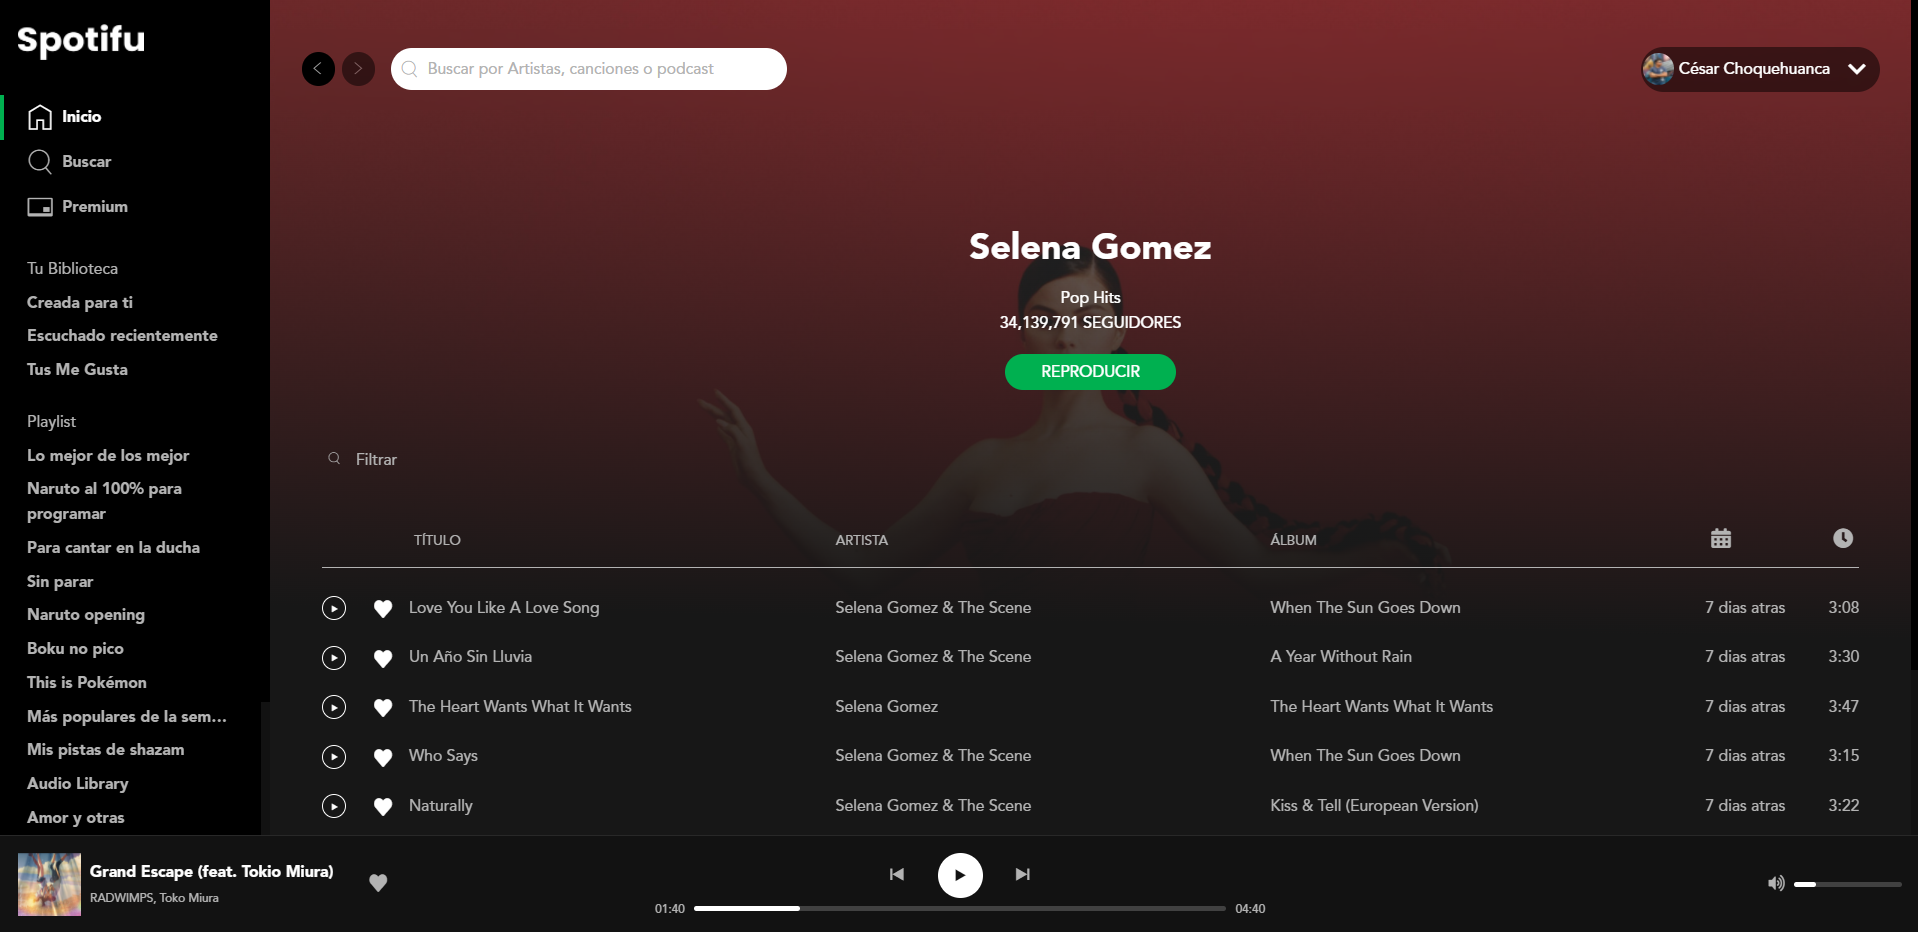 Spotifu
Inicio
Buscar
Premium
Tu Biblioteca
Creada para ti
Escuchado recientemente
Tus Me Gusta
Playlist
Lo mejor de los mejor
Naruto al 100% para
programar
Para cantar en la ducha
Sin parar
Naruto opening
Boku no pico
This is Pokémon
Más populares de la sem...
Mis pistas de shazam
Audio Library
Amor y otras
Buscar por Artistas, canciones o podcast
César Choquehuanca
Selena Gomez
Pop Hits
34,139,791 SEGUIDORES
REPRODUCIR
Filtrar
TÍTULO ARTISTA ÁLBUM
Love You Like A Love Song Selena Gomez & The Scene When The Sun Goes Down 7 dias atras 3:08
Un Año Sin Lluvia Selena Gomez & The Scene A Year Without Rain 7 dias atras 3:30
The Heart Wants What It Wants Selena Gomez The Heart Wants What It Wants 7 dias atras 3:47
Who Says Selena Gomez & The Scene When The Sun Goes Down 7 dias atras 3:15
Naturally Selena Gomez & The Scene Kiss & Tell (European Version) 7 dias atras 3:22
Grand Escape (feat. Tokio Miura)
RADWIMPS, Toko Miura
01:40 04:40